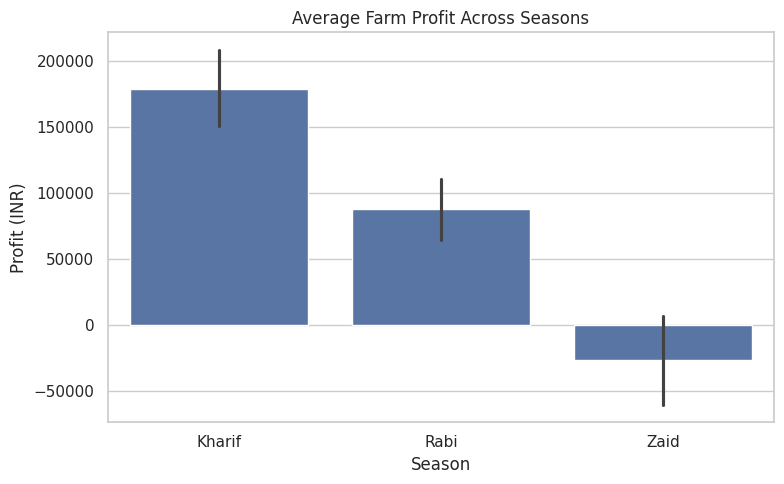 Average Farm Profit Across Seasons
Profit (INR)
200000
150000
100000
50000
0
−50000
Kharif
Rabi
Zaid
Season